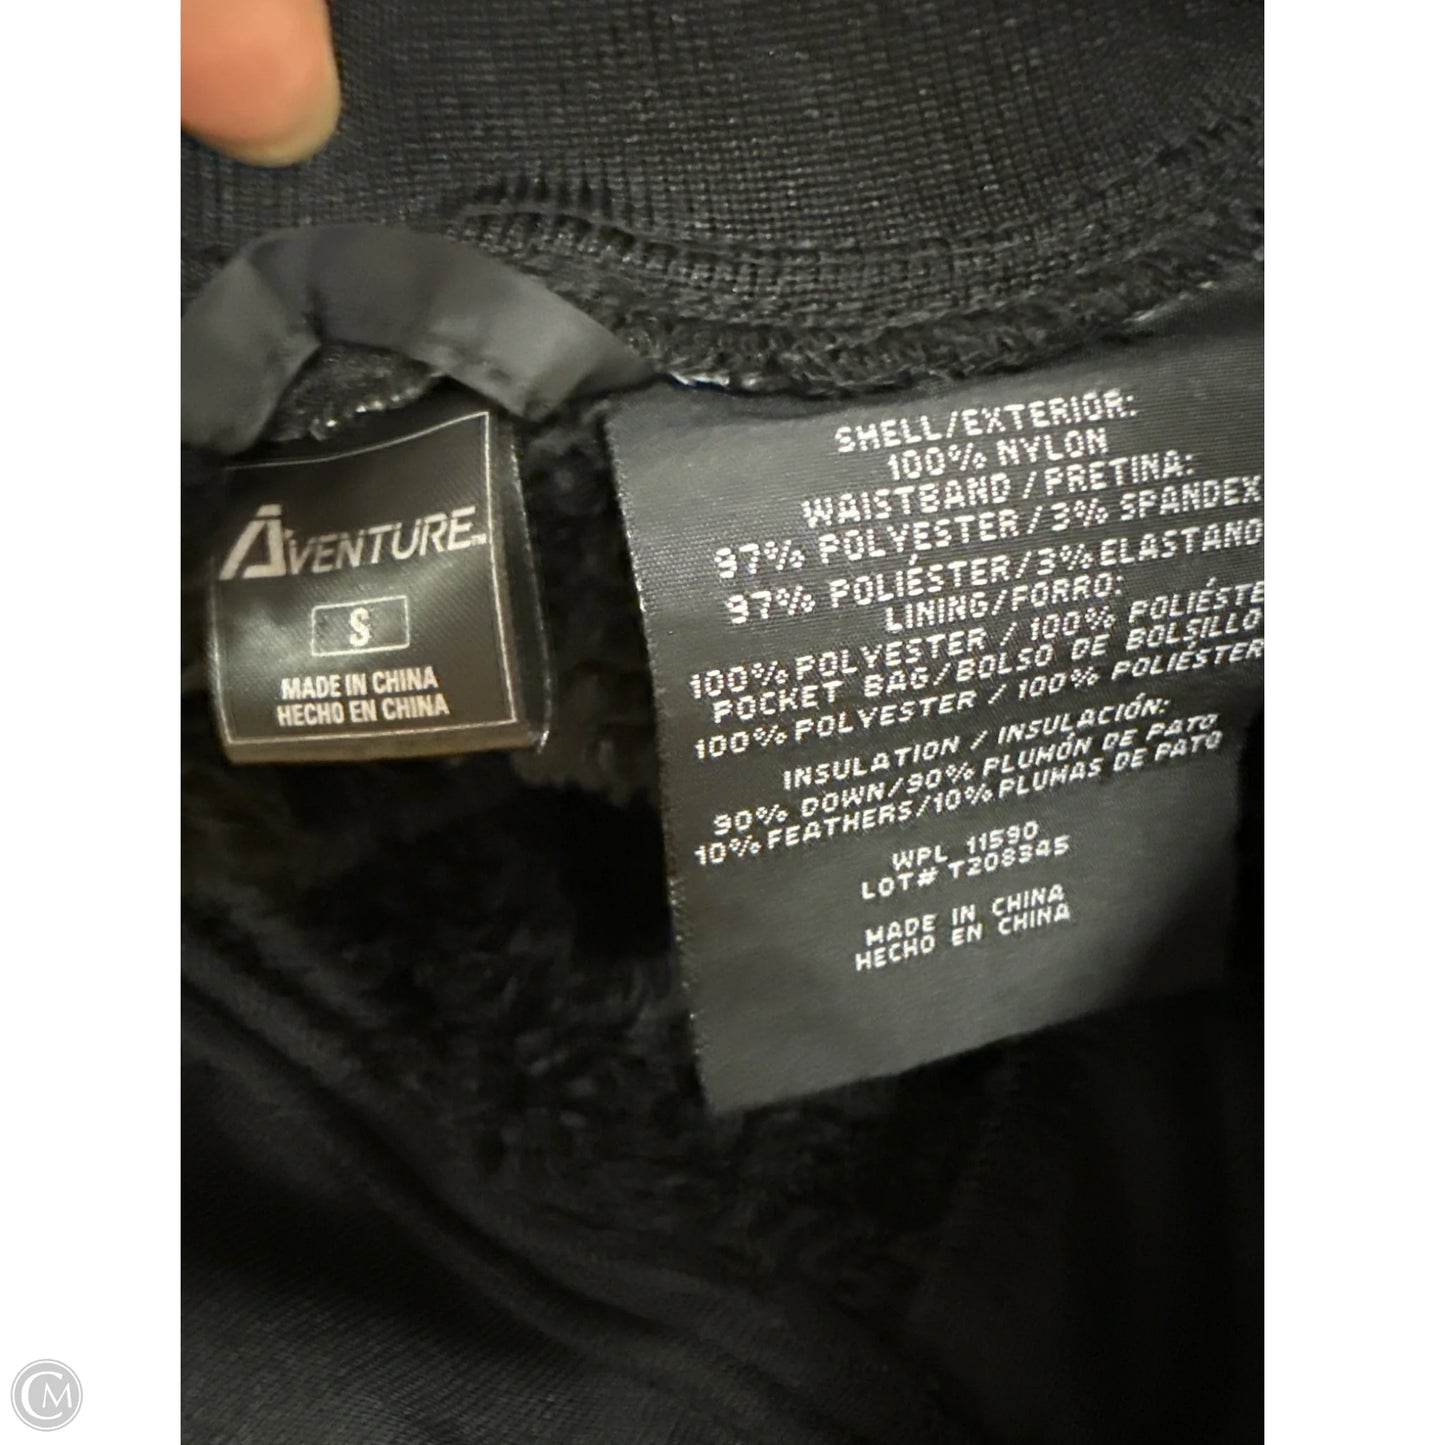 ÁVENTURE™
S
MADE IN CHINA
HECHO EN CHINA
SHELL/EXTERIOR:
100% NYLON
WAISTBAND/PRETINA:
97% POLYESTER/3% SPANDEX
97% POLIÉSTER/3% ELASTANO
LINING/FORRO:
100% POLYESTER / 100% POLIÉSTE
POCKET BAG/BOLSO DE BOLSILLO
100% POLYESTER / 100% POLIÉSTER
INSULATION / INSULACIÓN:
90% DOWN/90% PLUMÓN DE PATO
10% FEATHERS/10% PLUMAS DE PATO
WPL 11590
LOT# T208345
MADE IN CHINA
HECHO EN CHINA
CM